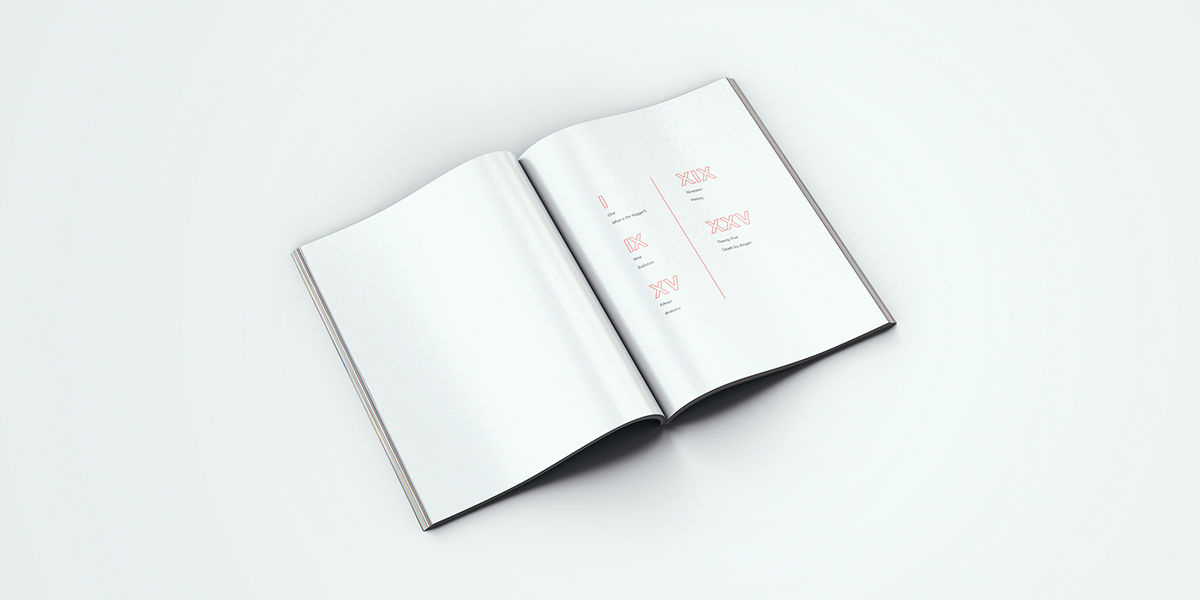 I
One
What is the dagger?
IX
Nine
Evolution
XV
Fifteen
Anatomy
XIX
Nineteen
History
XXV
Twenty Five
Death by dagger